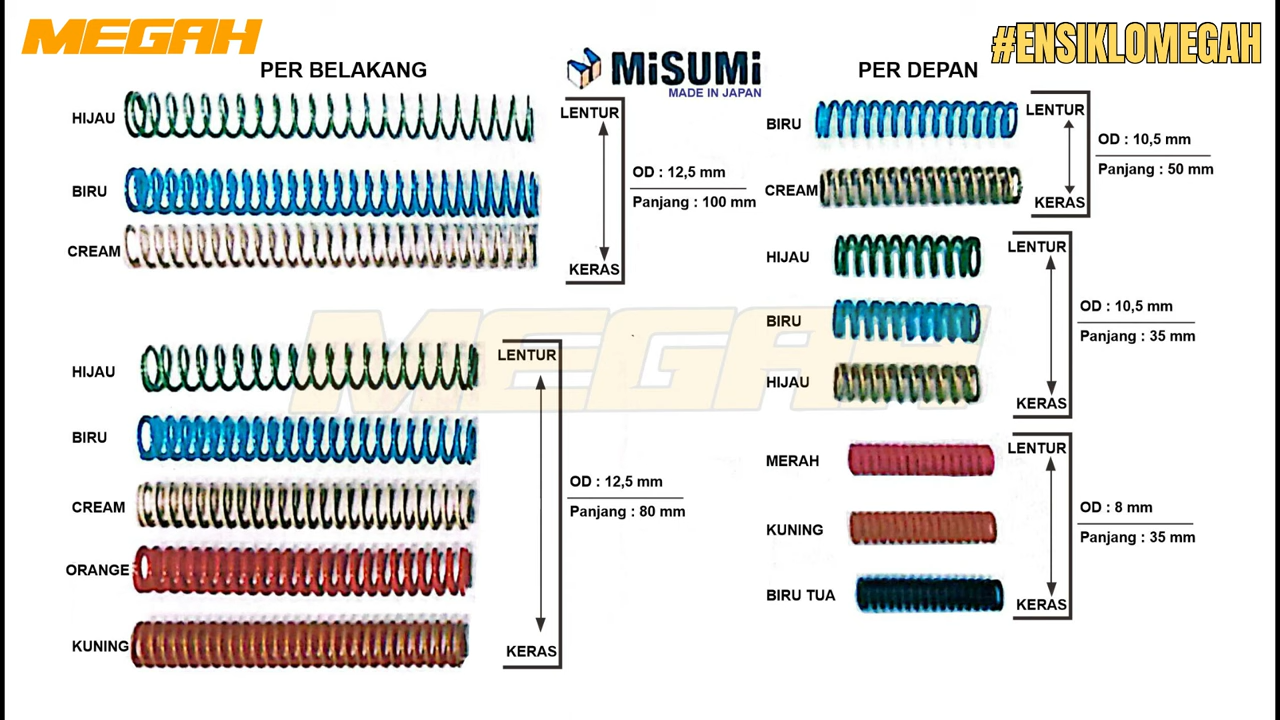 MEGAH
#ENSIKLOMEGAH
PER BELAKANG
MiSUMi
MADE IN JAPAN
PER DEPAN
HIJAU
BIRU
CREAM
LENTUR
KERAS
OD : 12,5 mm
Panjang : 100 mm
HIJAU
BIRU
CREAM
ORANGE
KUNING
LENTUR
KERAS
OD : 12,5 mm
Panjang : 80 mm
BIRU
CREAM
LENTUR
KERAS
OD : 10,5 mm
Panjang : 50 mm
HIJAU
BIRU
HIJAU
LENTUR
KERAS
OD : 10,5 mm
Panjang : 35 mm
MERAH
KUNING
BIRU TUA
LENTUR
KERAS
OD : 8 mm
Panjang : 35 mm
MEGAH